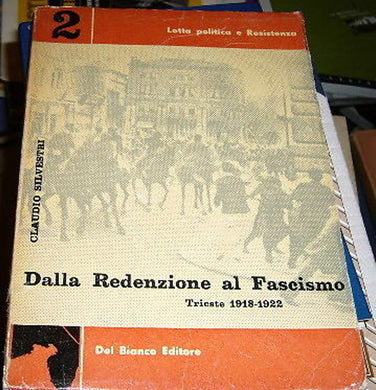 2
Lotta politica e Resistenza
CLAUDIO SILVESTRI
Dalla Redenzione al Fascismo
Trieste 1918-1922
Del Bianco Editore